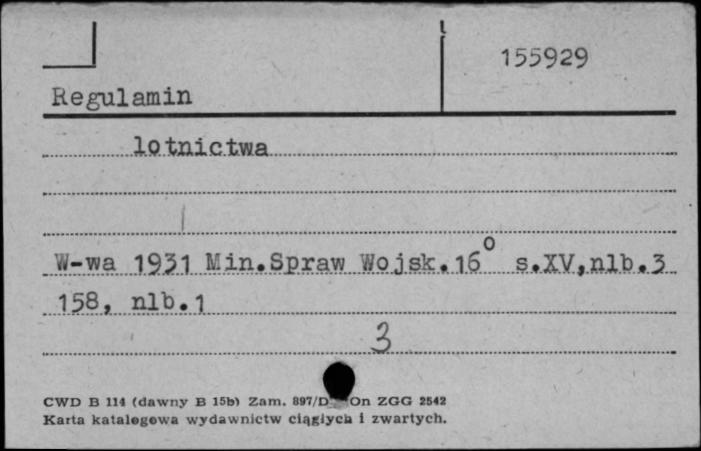 155929
Regulamin
lotnictwa
W-wa 1931 Min.Spraw Wojsk.16° s.XV,nlb.3
158, nlb.1
3
CWD B 114 (dawny B 15b) Zam. 897/D On ZGG 2542
Karta katalogowa wydawnictw ciągłych i zwartych.